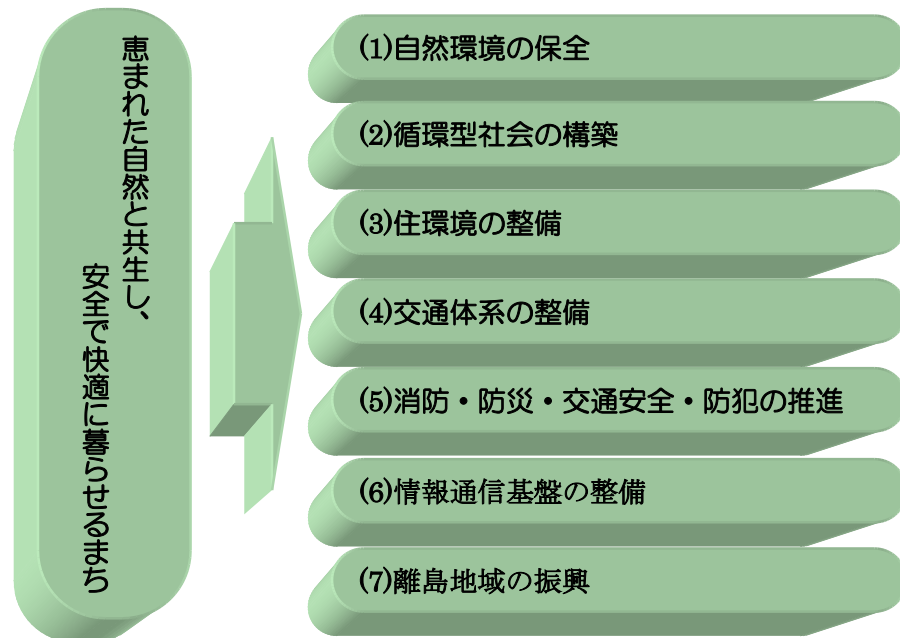 恵まれた自然と共生し、
安全で快適に暮らせるまち
(1)自然環境の保全
(2)循環型社会の構築
(3)住環境の整備
(4)交通体系の整備
(5)消防・防災・交通安全・防犯の推進
(6)情報通信基盤の整備
(7)離島地域の振興